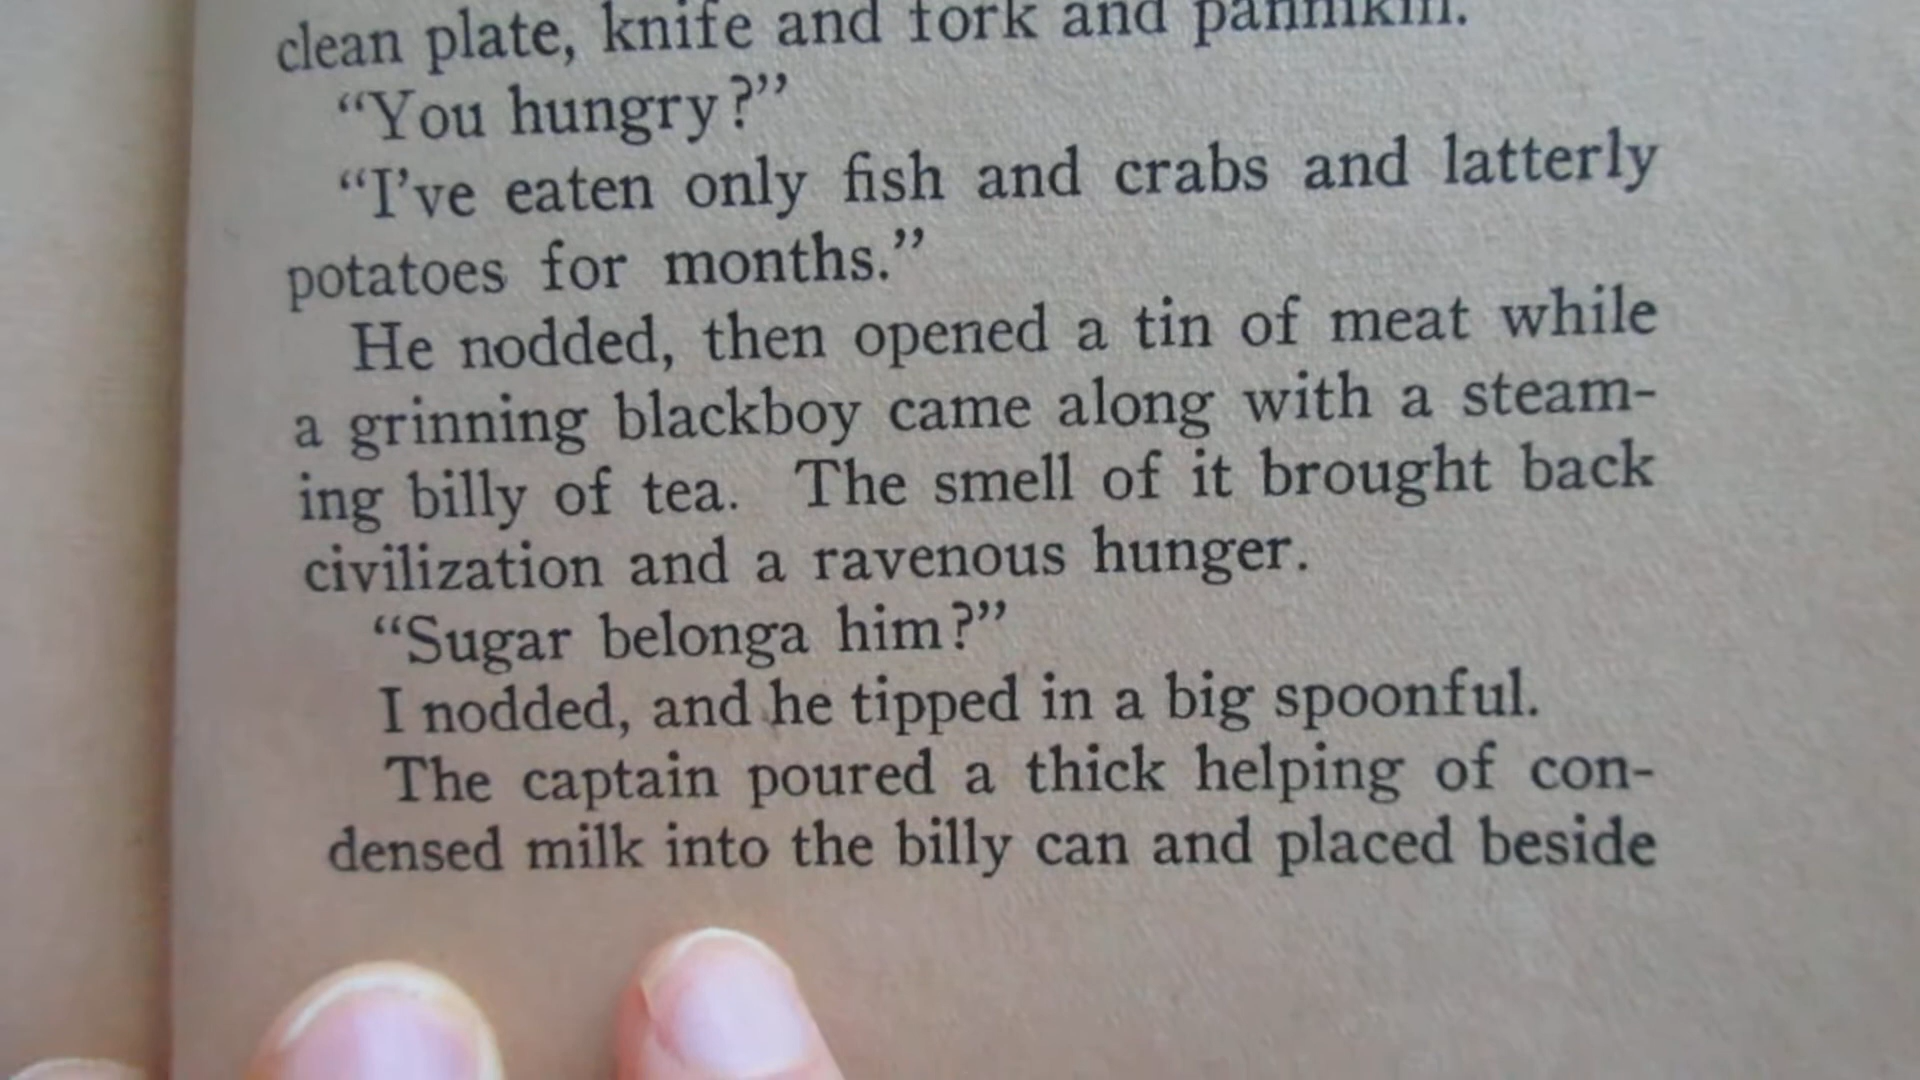 clean plate, knife and fork and pannikin.
“You hungry?”
“I’ve eaten only fish and crabs and latterly
potatoes for months.”
He nodded, then opened a tin of meat while
a grinning blackboy came along with a steam-
ing billy of tea. The smell of it brought back
civilization and a ravenous hunger.
“Sugar belonga him?”
I nodded, and he tipped in a big spoonful.
The captain poured a thick helping of con-
densed milk into the billy can and placed beside